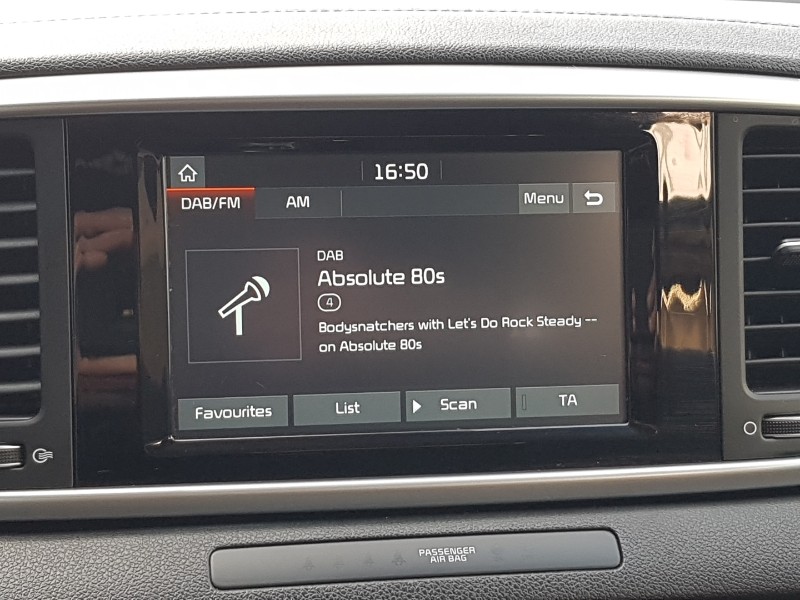 16:50
DAB/FM AM Menu
DAB
Absolute 80s
4
Bodysnatchers with Let's Do Rock Steady --
on Absolute 80s
Favourites List Scan TA
PASSENGER
AIR BAG